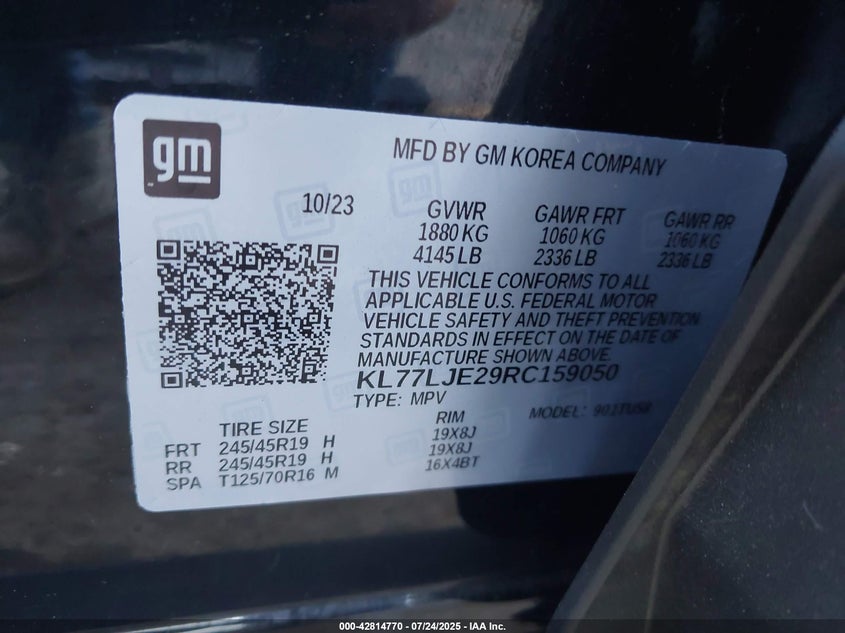 gm
MFD BY GM KOREA COMPANY
10/23
GVWR GAWR FRT GAWR RR
1880 KG 1060 KG 1060 KG
4145 LB 2336 LB 2336 LB
THIS VEHICLE CONFORMS TO ALL
APPLICABLE U.S. FEDERAL MOTOR
VEHICLE SAFETY AND THEFT PREVENTION
STANDARDS IN EFFECT ON THE DATE OF
MANUFACTURE SHOWN ABOVE.
KL77LJE29RC159050
TYPE: MPV MODEL:
TIRE SIZE RIM
FRT 245/45R19 H 19X8J
RR 245/45R19 H 19X8J
SPA T125/70R16 M 16X4BT
000-42814770 - 07/24/2025 - IAA Inc.